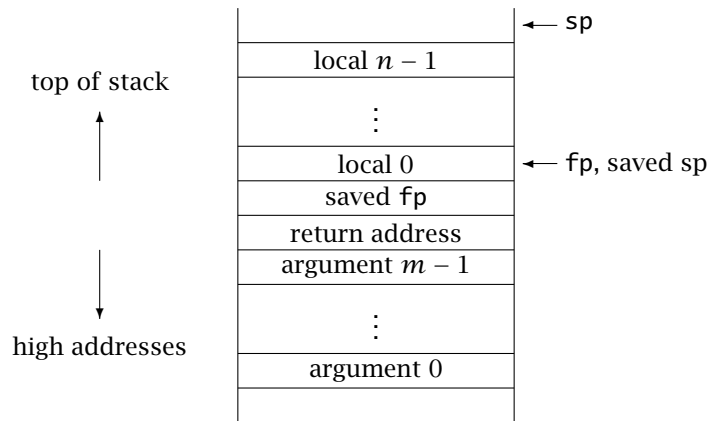 sp
local n − 1
top of stack
⋮
local 0
fp, saved sp
saved fp
return address
argument m − 1
⋮
high addresses
argument 0